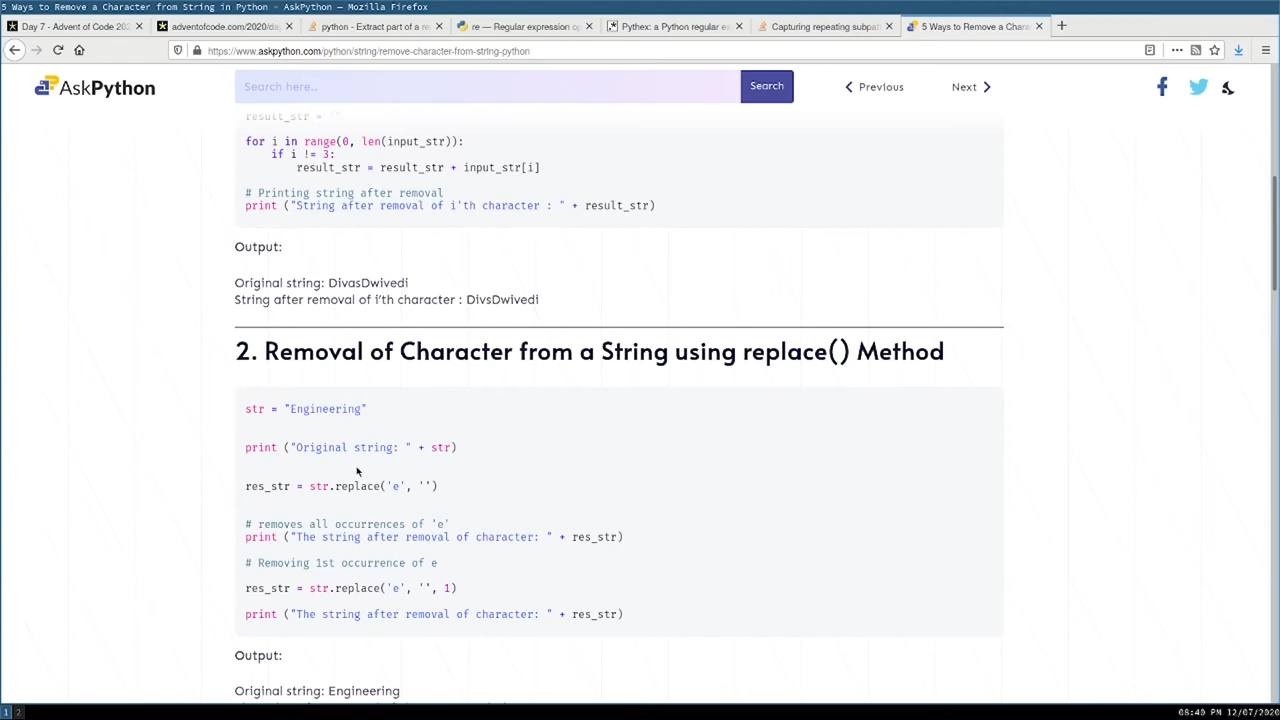 5 Ways to Remove a Character from String in Python - AskPython - Mozilla Firefox
Day 7 - Advent of Code 202
adventofcode.com/2020/da
python - Extract part of a re
re — Regular expression op
Pythex: a Python regular ex
Capturing repeating subpat
5 Ways to Remove a Chara
https://www.askpython.com/python/string/remove-character-from-string-python
AskPython
Search here..
Search
Previous
Next
result_str = ""
for i in range(0, len(input_str)):
if i != 3:
result_str = result_str + input_str[i]
# Printing string after removal
print ("String after removal of i'th character : " + result_str)
Output:
Original string: DivasDwivedi
String after removal of i'th character : DivsDwivedi
2. Removal of Character from a String using replace() Method
str = "Engineering"
print ("Original string: " + str)
res_str = str.replace('e', '')
# removes all occurrences of 'e'
print ("The string after removal of character: " + res_str)
# Removing 1st occurrence of e
res_str = str.replace('e', '', 1)
print ("The string after removal of character: " + res_str)
Output:
Original string: Engineering
1 2
08:40 PM 12/07/2020